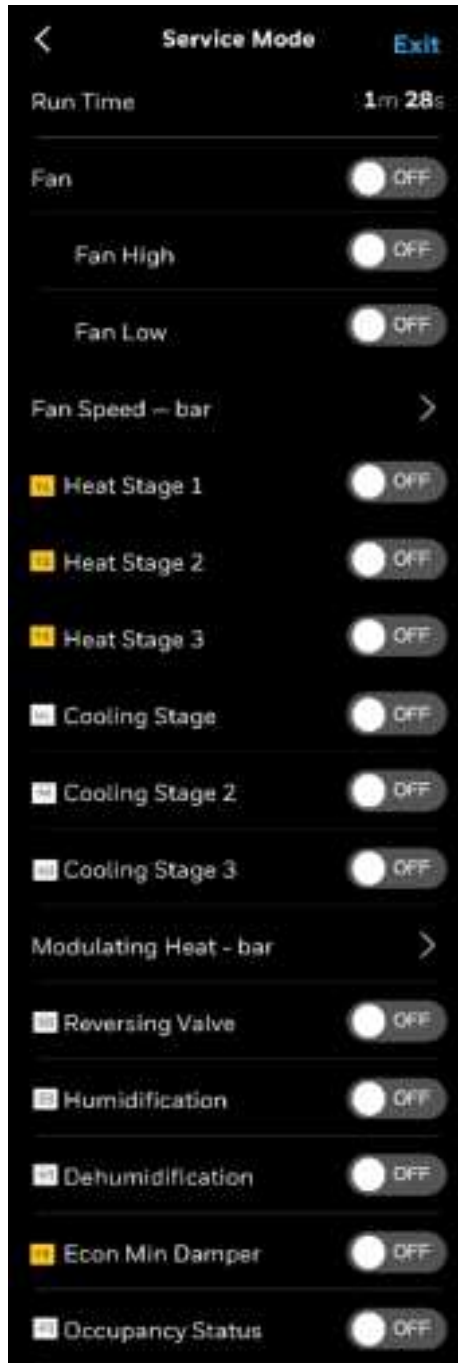 Service Mode
Exit
Run Time
1m 28s
Fan
OFF
Fan High
OFF
Fan Low
OFF
Fan Speed – bar
Heat Stage 1
OFF
Heat Stage 2
OFF
Heat Stage 3
OFF
Cooling Stage
OFF
Cooling Stage 2
OFF
Cooling Stage 3
OFF
Modulating Heat - bar
Reversing Valve
OFF
Humidification
OFF
Dehumidification
OFF
Econ Min Damper
OFF
Occupancy Status
OFF